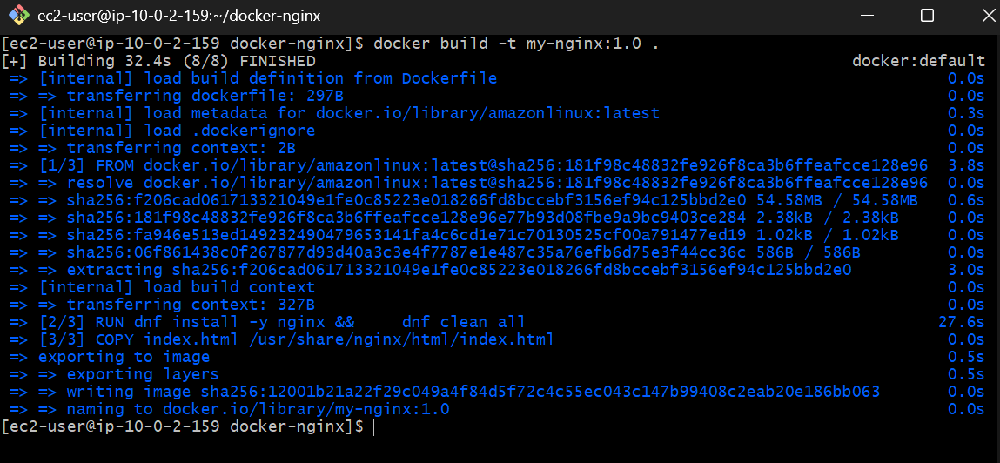 ec2-user@ip-10-0-2-159:~/docker-nginx
[ec2-user@ip-10-0-2-159 docker-nginx]$ docker build -t my-nginx:1.0 .
[+] Building 32.4s (8/8) FINISHED docker:default
=> [internal] load build definition from Dockerfile 0.0s
=> => transferring dockerfile: 297B 0.0s
=> [internal] load metadata for docker.io/library/amazonlinux:latest 0.3s
=> [internal] load .dockerignore 0.0s
=> => transferring context: 2B 0.0s
=> [1/3] FROM docker.io/library/amazonlinux:latest@sha256:181f98c48832fe926f8ca3b6ffeafcce128e96 3.8s
=> => resolve docker.io/library/amazonlinux:latest@sha256:181f98c48832fe926f8ca3b6ffeafcce128e96 0.0s
=> => sha256:f206cad061713321049e1fe0c85223e018266fd8bccebf3156ef94c125bbd2e0 54.58MB / 54.58MB 0.6s
=> => sha256:181f98c48832fe926f8ca3b6ffeafcce128e96e77b93d08fbe9a9bc9403ce284 2.38kB / 2.38kB 0.0s
=> => sha256:fa946e513ed149232490479653141fa4c6cd1e71c70130525cf00a791477ed19 1.02kB / 1.02kB 0.0s
=> => sha256:06f861438c0f267877d93d40a3c3e4f7787e1e487c35a76efb6d75e3f44cc36c 586B / 586B 0.0s
=> => extracting sha256:f206cad061713321049e1fe0c85223e018266fd8bccebf3156ef94c125bbd2e0 3.0s
=> [internal] load build context 0.0s
=> => transferring context: 327B 0.0s
=> [2/3] RUN dnf install -y nginx &&     dnf clean all 27.6s
=> [3/3] COPY index.html /usr/share/nginx/html/index.html 0.0s
=> exporting to image 0.5s
=> => exporting layers 0.5s
=> => writing image sha256:12001b21a22f29c049a4f84d5f72c4c55ec043c147b99408c2eab20e186bb063 0.0s
=> => naming to docker.io/library/my-nginx:1.0 0.0s
[ec2-user@ip-10-0-2-159 docker-nginx]$